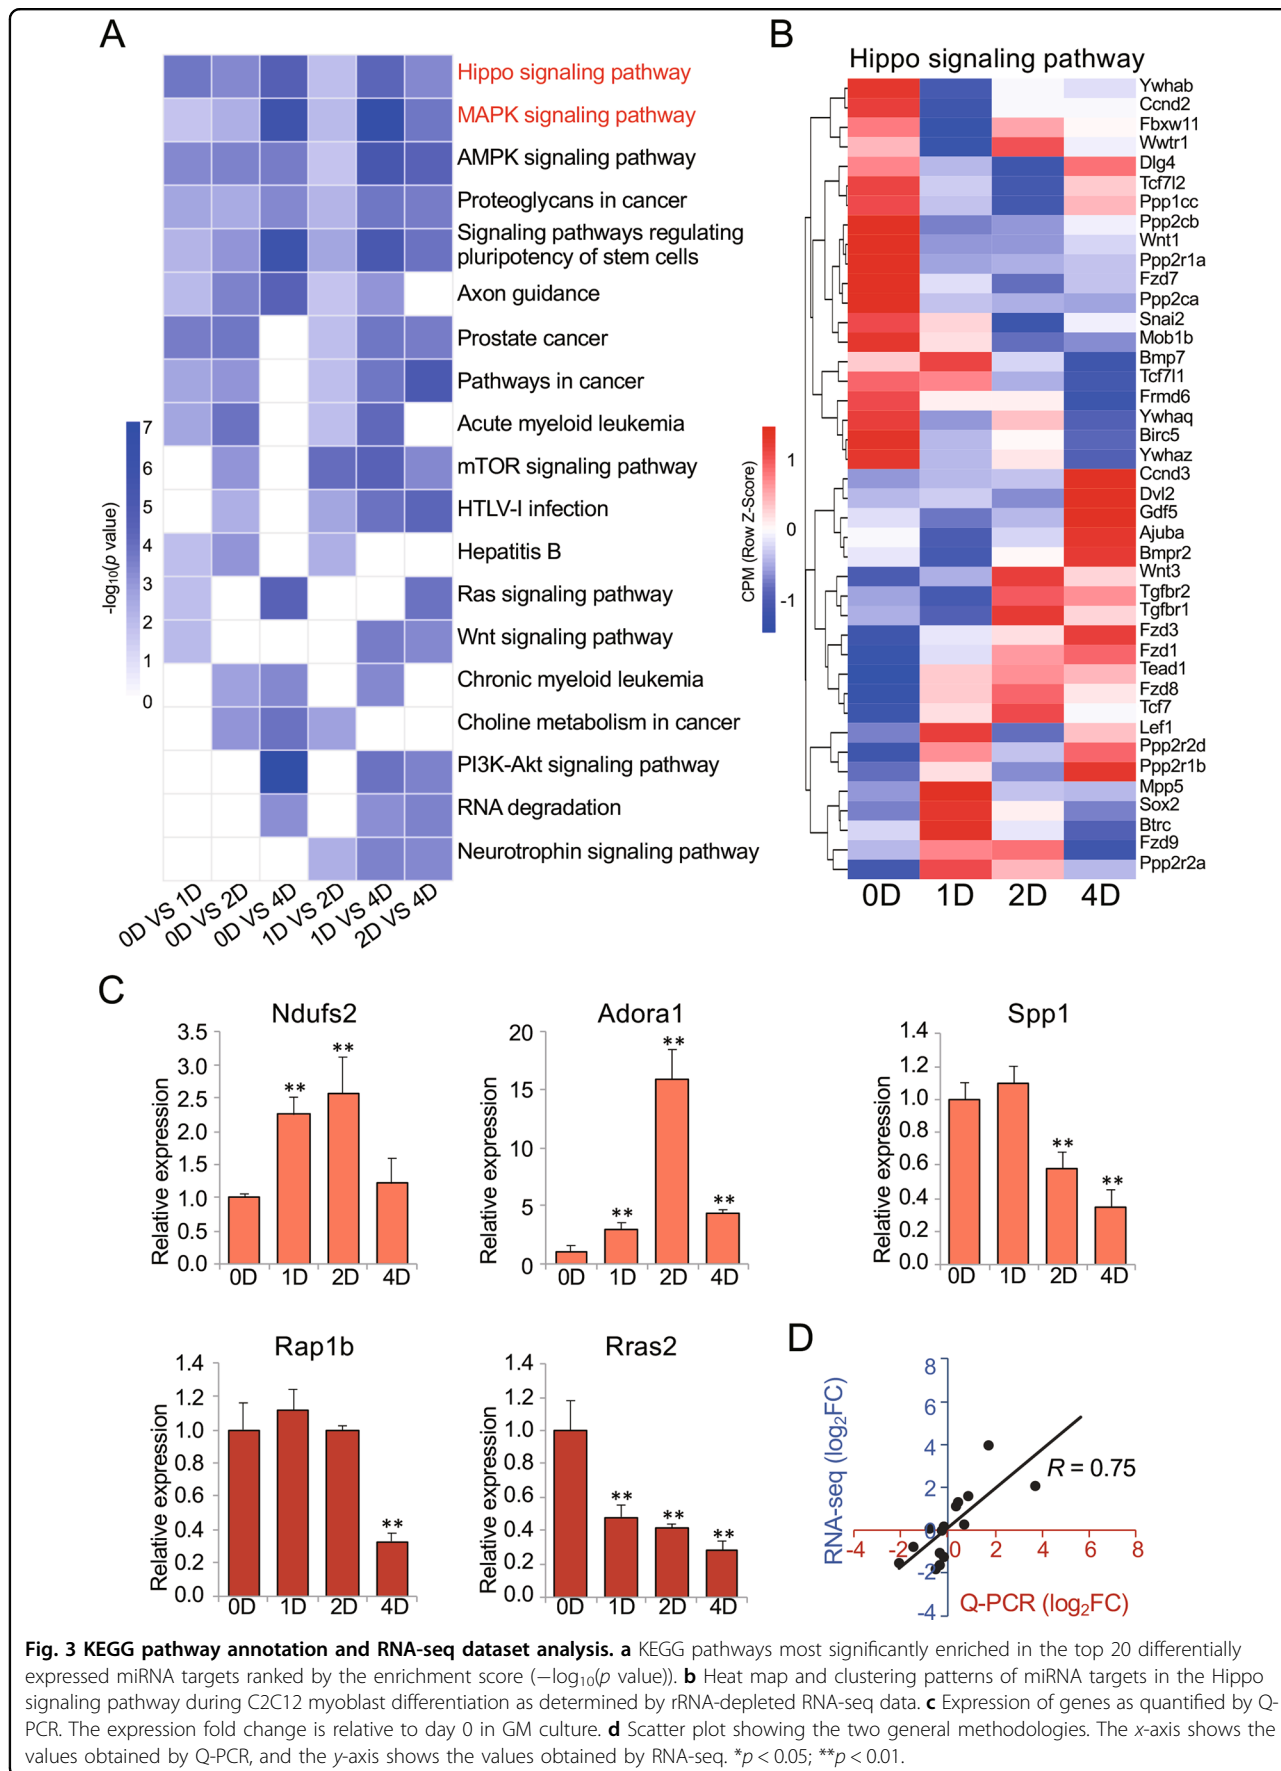 A
Hippo signaling pathway
MAPK signaling pathway
AMPK signaling pathway
Proteoglycans in cancer
Signaling pathways regulating
pluripotency of stem cells
Axon guidance
Prostate cancer
Pathways in cancer
Acute myeloid leukemia
mTOR signaling pathway
HTLV-I infection
Hepatitis B
Ras signaling pathway
Wnt signaling pathway
Chronic myeloid leukemia
Choline metabolism in cancer
PI3K-Akt signaling pathway
RNA degradation
Neurotrophin signaling pathway
-log10(p value)
7
6
5
4
3
2
1
0
0D VS 1D
0D VS 2D
0D VS 4D
1D VS 2D
1D VS 4D
2D VS 4D
B
Hippo signaling pathway
Ywhab
Ccnd2
Fbxw11
Wwtr1
Dlg4
Tcf7l2
Ppp1cc
Ppp2cb
Wnt1
Ppp2r1a
Fzd7
Ppp2ca
Snai2
Mob1b
Bmp7
Tcf7l1
Frmd6
Ywhaq
Birc5
Ywhaz
Ccnd3
Dvl2
Gdf5
Ajuba
Bmpr2
Wnt3
Tgfbr2
Tgfbr1
Fzd3
Fzd1
Tead1
Fzd8
Tcf7
Lef1
Ppp2r2d
Ppp2r1b
Mpp5
Sox2
Btrc
Fzd9
Ppp2r2a
CPM (Row Z-Score)
1
0
-1
0D 1D 2D 4D
C
Ndufs2
Relative expression
3.5
3.0
2.5
2.0
1.5
1.0
0.5
0.0
** **
0D 1D 2D 4D
Adora1
Relative expression
20
15
10
5
0
** ** **
0D 1D 2D 4D
Spp1
Relative expression
1.4
1.2
1.0
0.8
0.6
0.4
0.2
0.0
** **
0D 1D 2D 4D
Rap1b
Relative expression
1.4
1.2
1.0
0.8
0.6
0.4
0.2
0.0
**
0D 1D 2D 4D
Rras2
Relative expression
1.4
1.2
1.0
0.8
0.6
0.4
0.2
0.0
** ** **
0D 1D 2D 4D
D
RNA-seq (log2FC)
8
6
4
2
0
-2
-4
R = 0.75
-4 -2 0 2 4 6 8
Q-PCR (log2FC)
Fig. 3 KEGG pathway annotation and RNA-seq dataset analysis. a KEGG pathways most significantly enriched in the top 20 differentially
expressed miRNA targets ranked by the enrichment score (−log10(p value)). b Heat map and clustering patterns of miRNA targets in the Hippo
signaling pathway during C2C12 myoblast differentiation as determined by rRNA-depleted RNA-seq data. c Expression of genes as quantified by Q-
PCR. The expression fold change is relative to day 0 in GM culture. d Scatter plot showing the two general methodologies. The x-axis shows the
values obtained by Q-PCR, and the y-axis shows the values obtained by RNA-seq. *p < 0.05; **p < 0.01.